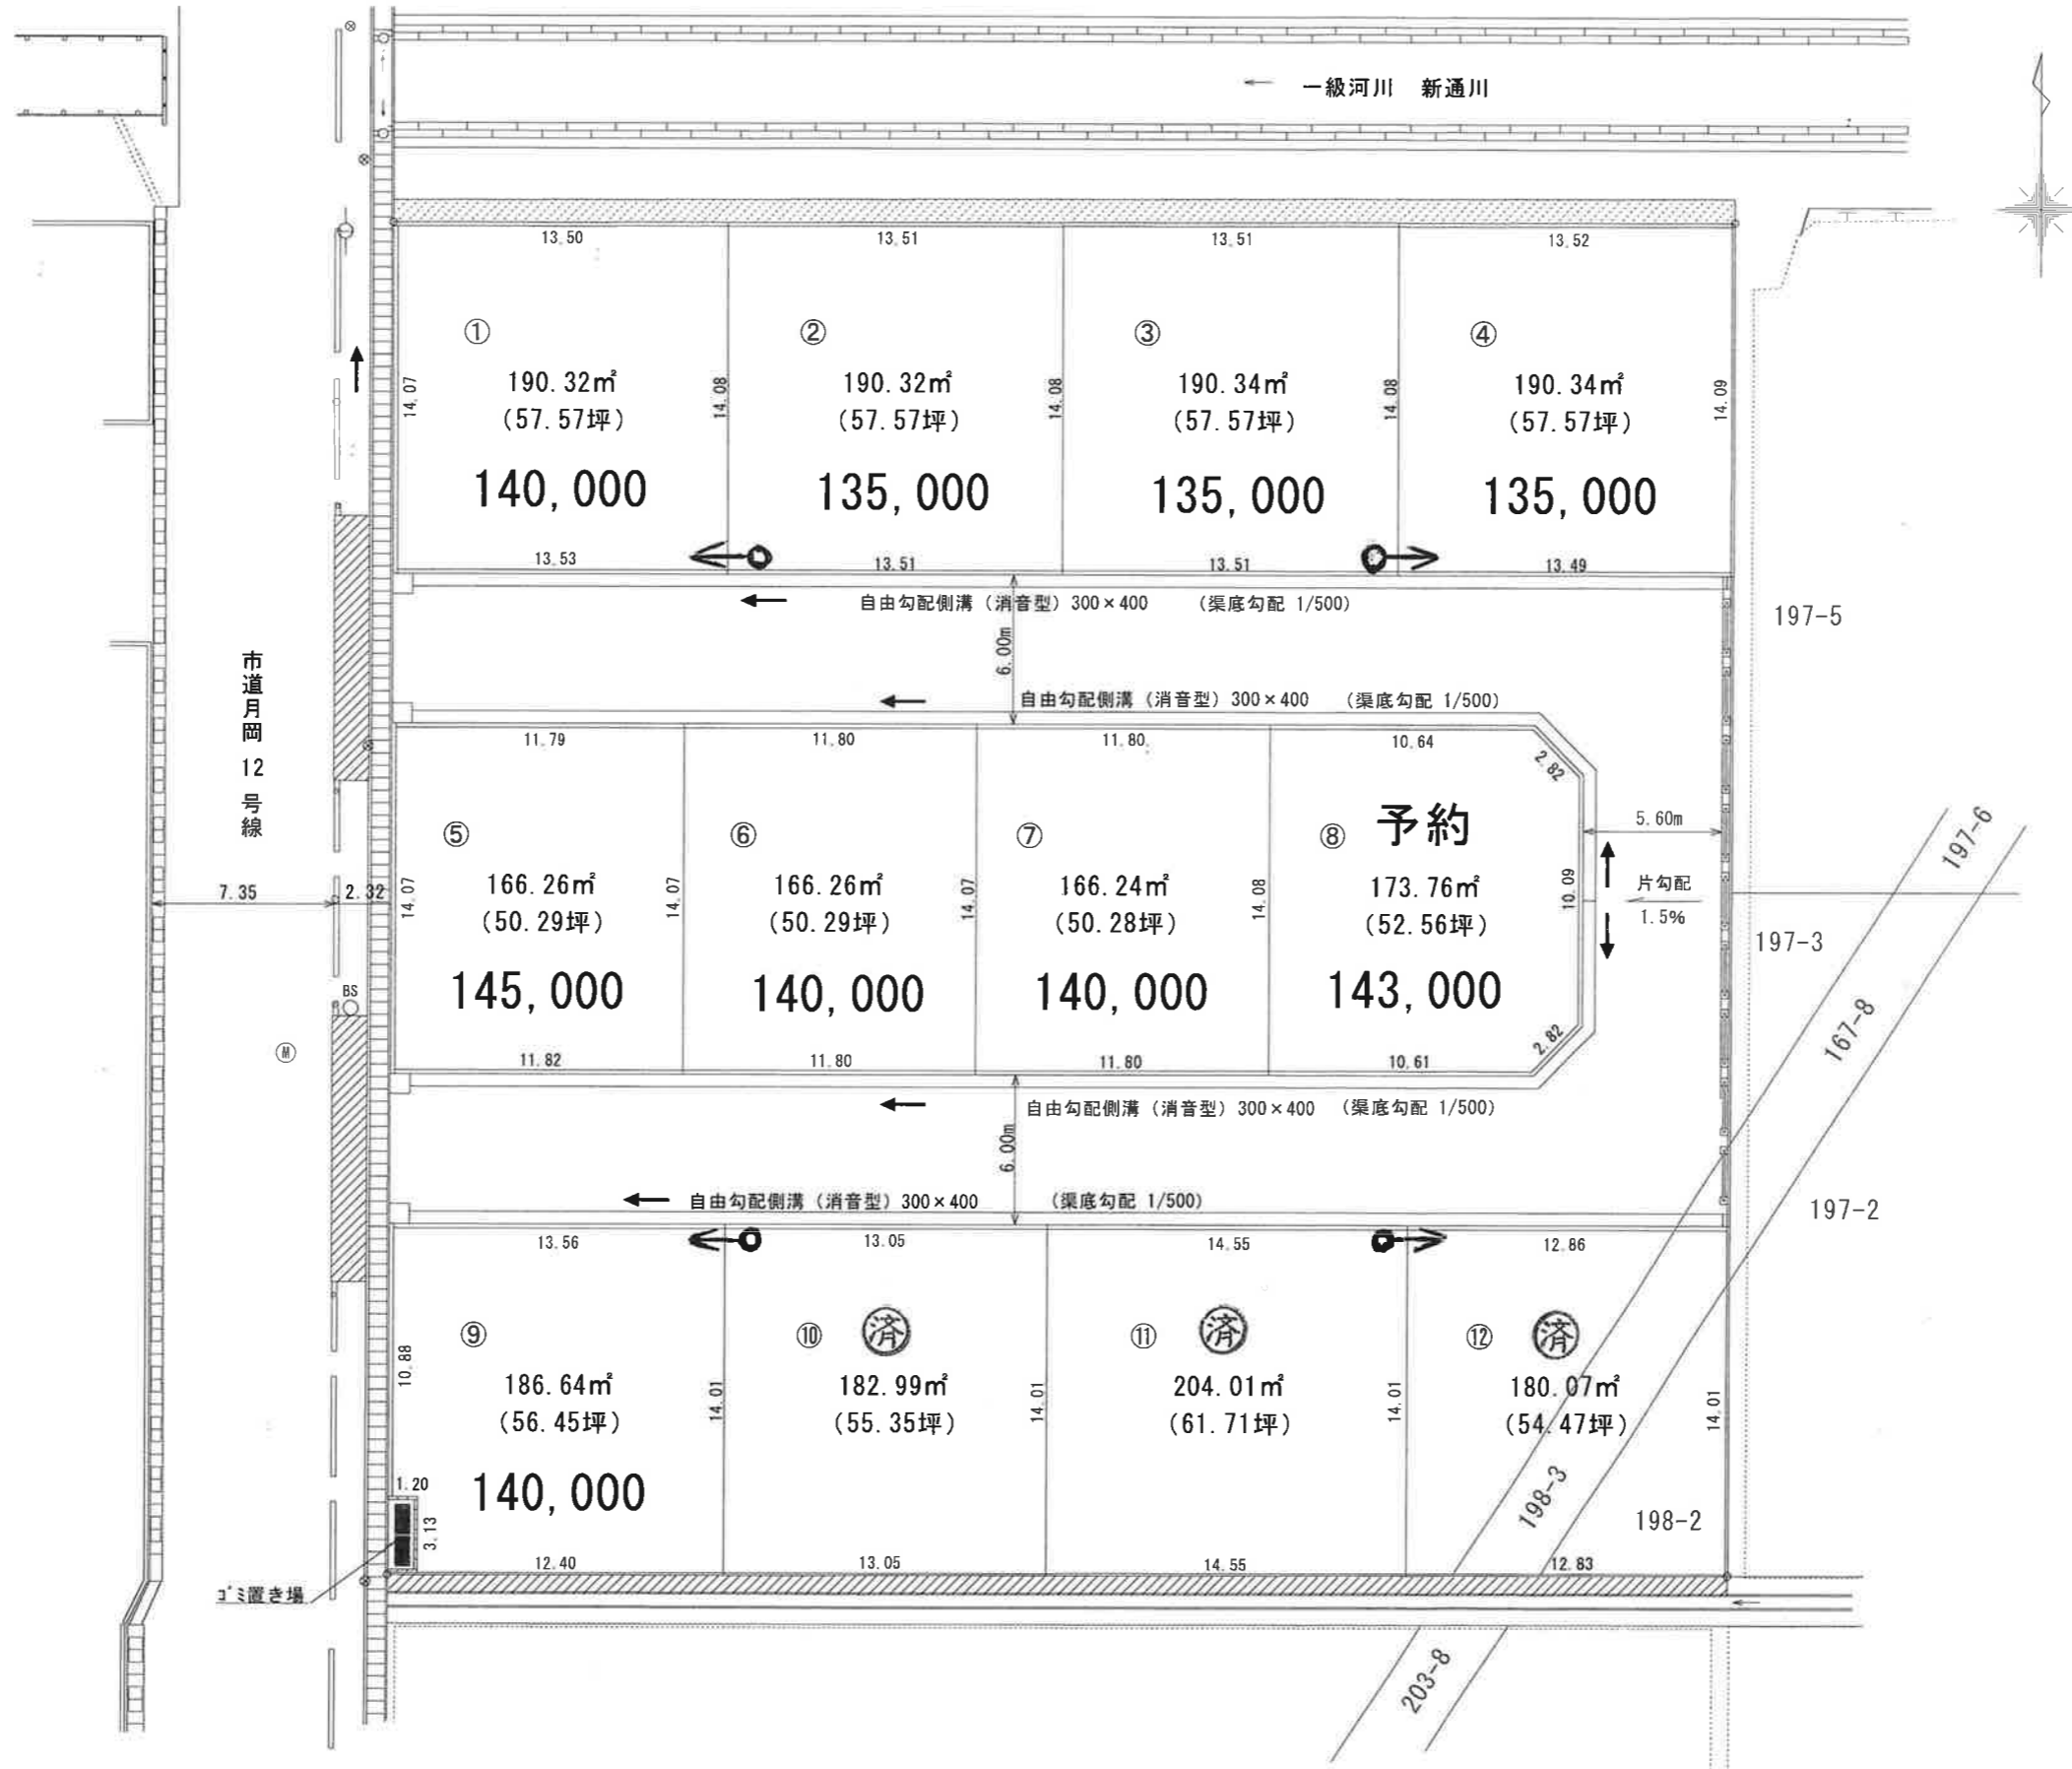 ← 一級河川 新通川
13.50
13.51
13.51
13.52
①
②
③
④
190.32㎡
190.32㎡
190.34㎡
190.34㎡
(57.57坪)
(57.57坪)
(57.57坪)
(57.57坪)
14.07
14.08
14.08
14.08
14.09
140,000
135,000
135,000
135,000
13.53
13.51
13.51
13.49
自由勾配側溝(消音型)300×400 (渠底勾配 1/500)
6.00m
197-5
自由勾配側溝(消音型)300×400 (渠底勾配 1/500)
市道月岡12号線
11.79
11.80
11.80
10.64
2.82
予約
⑤
⑥
⑦
⑧
5.60m
197-6
166.26㎡
166.26㎡
166.24㎡
173.76㎡
(50.29坪)
(50.29坪)
(50.28坪)
(52.56坪)
片勾配
1.5%
7.35
2.32
14.07
14.07
14.07
14.08
10.09
197-3
145,000
140,000
140,000
143,000
BS
M
167-8
11.82
11.80
11.80
10.61
2.82
自由勾配側溝(消音型)300×400 (渠底勾配 1/500)
6.00m
自由勾配側溝(消音型)300×400 (渠底勾配 1/500)
197-2
13.56
13.05
14.55
12.86
⑨
⑩ 済
⑪ 済
⑫ 済
186.64㎡
182.99㎡
204.01㎡
180.07㎡
(56.45坪)
(55.35坪)
(61.71坪)
(54.47坪)
10.88
14.01
14.01
14.01
14.01
1.20
3.13
140,000
198-3
198-2
12.40
13.05
14.55
12.83
ゴミ置き場
203-8